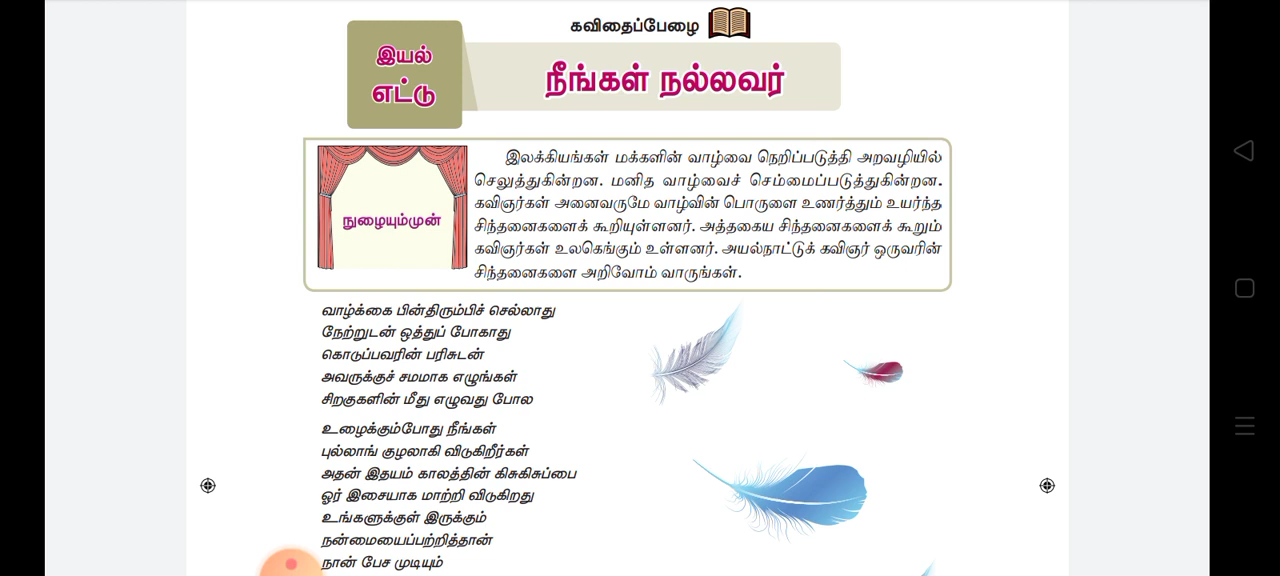 கவிதைப்பேழை
இயல்
எட்டு
நீங்கள் நல்லவர்
நுழையும்முன்
இலக்கியங்கள் மக்களின் வாழ்வை நெறிப்படுத்தி அறவழியில்
செலுத்துகின்றன. மனித வாழ்வைச் செம்மைப்படுத்துகின்றன.
கவிஞர்கள் அனைவருமே வாழ்வின் பொருளை உணர்த்தும் உயர்ந்த
சிந்தனைகளைக் கூறியுள்ளனர். அத்தகைய சிந்தனைகளைக் கூறும்
கவிஞர்கள் உலகெங்கும் உள்ளனர். அயல்நாட்டுக் கவிஞர் ஒருவரின்
சிந்தனைகளை அறிவோம் வாருங்கள்.
வாழ்க்கை பின்திரும்பிச் செல்லாது
நேற்றுடன் ஒத்துப் போகாது
கொடுப்பவரின் பரிசுடன்
அவருக்குச் சமமாக எழுங்கள்
சிறகுகளின் மீது எழுவது போல
உழைக்கும்போது நீங்கள்
புல்லாங் குழலாகி விடுகிறீர்கள்
அதன் இதயம் காலத்தின் கிசுகிசுப்பை
ஓர் இசையாக மாற்றி விடுகிறது
உங்களுக்குள் இருக்கும்
நன்மையைப்பற்றித்தான்
நான் பேச முடியும்